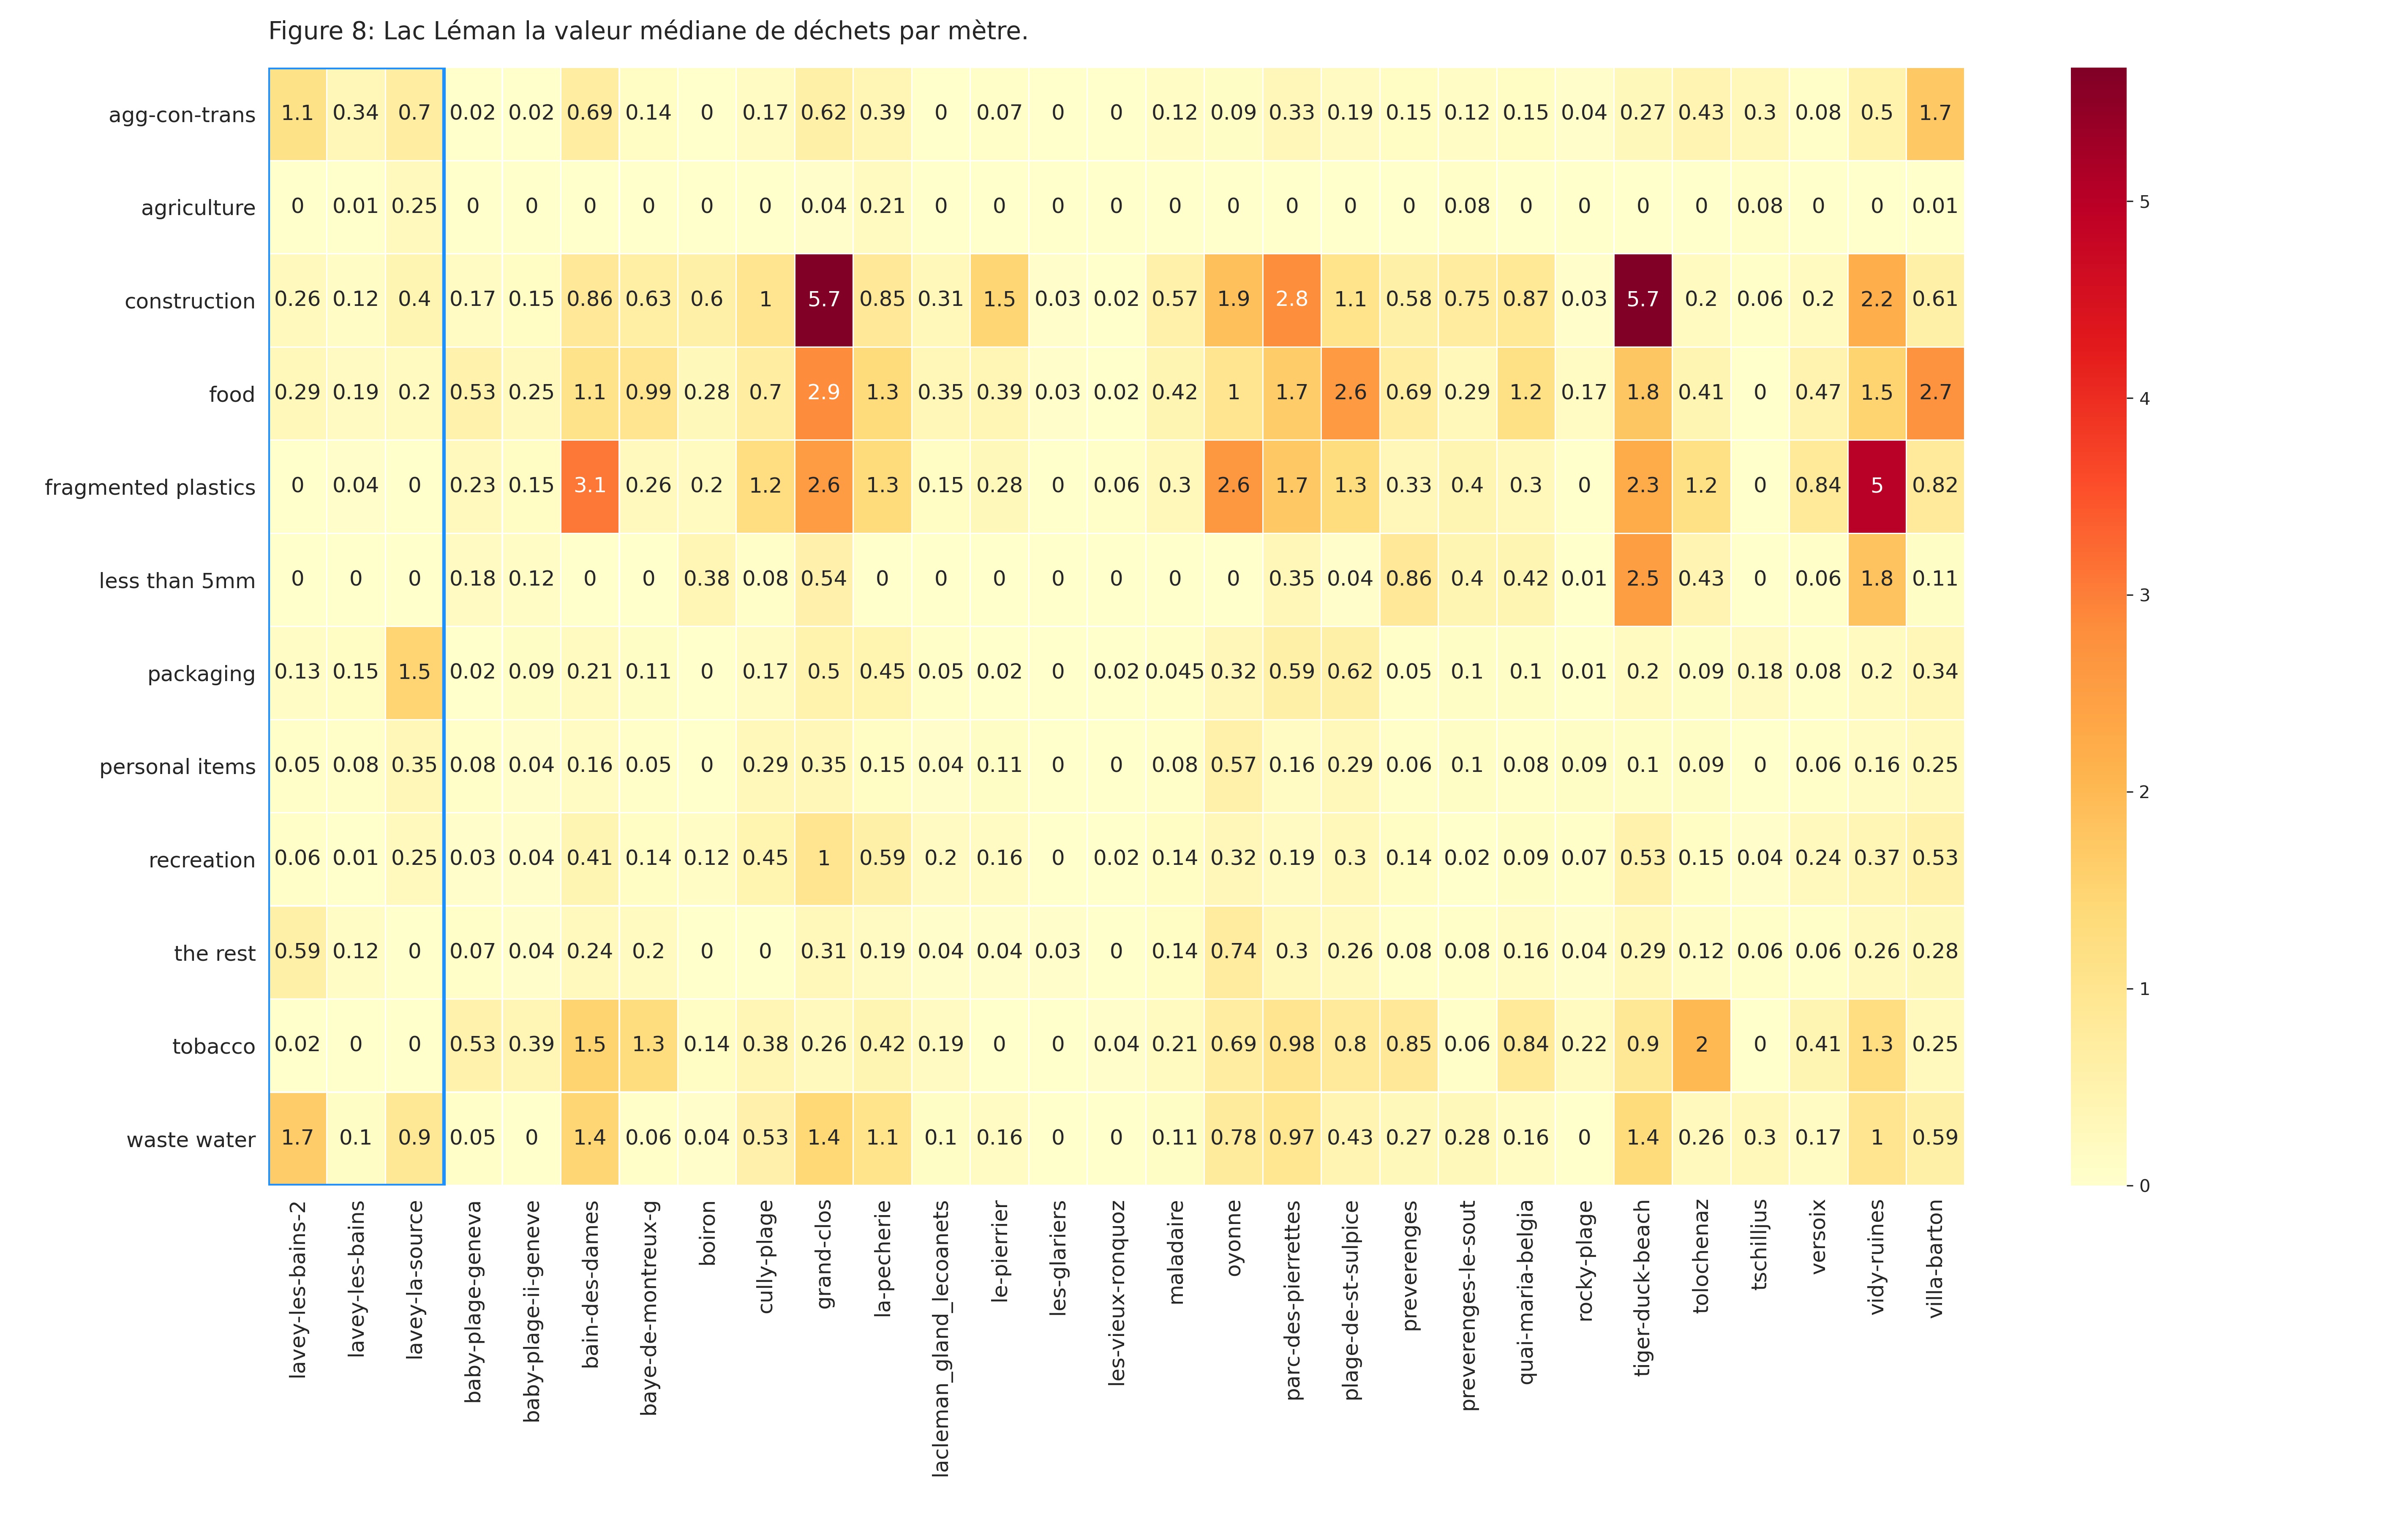 Figure 8: Lac Léman la valeur médiane de déchets par mètre.
agg-con-trans 1.1 0.34 0.7 0.02 0.02 0.69 0.14 0 0.17 0.62 0.39 0 0.07 0 0 0.12 0.09 0.33 0.19 0.15 0.12 0.15 0.04 0.27 0.43 0.3 0.08 0.5 1.7
agriculture 0 0.01 0.25 0 0 0 0 0 0 0.04 0.21 0 0 0 0 0 0 0 0 0 0.08 0 0 0 0 0.08 0 0 0.01
construction 0.26 0.12 0.4 0.17 0.15 0.86 0.63 0.6 1 5.7 0.85 0.31 1.5 0.03 0.02 0.57 1.9 2.8 1.1 0.58 0.75 0.87 0.03 5.7 0.2 0.06 0.2 2.2 0.61
food 0.29 0.19 0.2 0.53 0.25 1.1 0.99 0.28 0.7 2.9 1.3 0.35 0.39 0.03 0.02 0.42 1 1.7 2.6 0.69 0.29 1.2 0.17 1.8 0.41 0 0.47 1.5 2.7
fragmented plastics 0 0.04 0 0.23 0.15 3.1 0.26 0.2 1.2 2.6 1.3 0.15 0.28 0 0.06 0.3 2.6 1.7 1.3 0.33 0.4 0.3 0 2.3 1.2 0 0.84 5 0.82
less than 5mm 0 0 0 0.18 0.12 0 0 0.38 0.08 0.54 0 0 0 0 0 0 0 0.35 0.04 0.86 0.4 0.42 0.01 2.5 0.43 0 0.06 1.8 0.11
packaging 0.13 0.15 1.5 0.02 0.09 0.21 0.11 0 0.17 0.5 0.45 0.05 0.02 0 0.02 0.045 0.32 0.59 0.62 0.05 0.1 0.1 0.01 0.2 0.09 0.18 0.08 0.2 0.34
personal items 0.05 0.08 0.35 0.08 0.04 0.16 0.05 0 0.29 0.35 0.15 0.04 0.11 0 0 0.08 0.57 0.16 0.29 0.06 0.1 0.08 0.09 0.1 0.09 0 0.06 0.16 0.25
recreation 0.06 0.01 0.25 0.03 0.04 0.41 0.14 0.12 0.45 1 0.59 0.2 0.16 0 0.02 0.14 0.32 0.19 0.3 0.14 0.02 0.09 0.07 0.53 0.15 0.04 0.24 0.37 0.53
the rest 0.59 0.12 0 0.07 0.04 0.24 0.2 0 0 0.31 0.19 0.04 0.04 0.03 0 0.14 0.74 0.3 0.26 0.08 0.08 0.16 0.04 0.29 0.12 0.06 0.06 0.26 0.28
tobacco 0.02 0 0 0.53 0.39 1.5 1.3 0.14 0.38 0.26 0.42 0.19 0 0 0.04 0.21 0.69 0.98 0.8 0.85 0.06 0.84 0.22 0.9 2 0 0.41 1.3 0.25
waste water 1.7 0.1 0.9 0.05 0 1.4 0.06 0.04 0.53 1.4 1.1 0.1 0.16 0 0 0.11 0.78 0.97 0.43 0.27 0.28 0.16 0 1.4 0.26 0.3 0.17 1 0.59
lavey-les-bains-2
lavey-les-bains
lavey-la-source
baby-plage-geneva
baby-plage-ii-geneve
bain-des-dames
baye-de-montreux-g
boiron
cully-plage
grand-clos
la-pecherie
lacleman_gland_lecoanets
le-pierrier
les-glariers
les-vieux-ronquoz
maladaire
oyonne
parc-des-pierrettes
plage-de-st-sulpice
preverenges
preverenges-le-sout
quai-maria-belgia
rocky-plage
tiger-duck-beach
tolochenaz
tschilljus
versoix
vidy-ruines
villa-barton
5
4
3
2
1
0